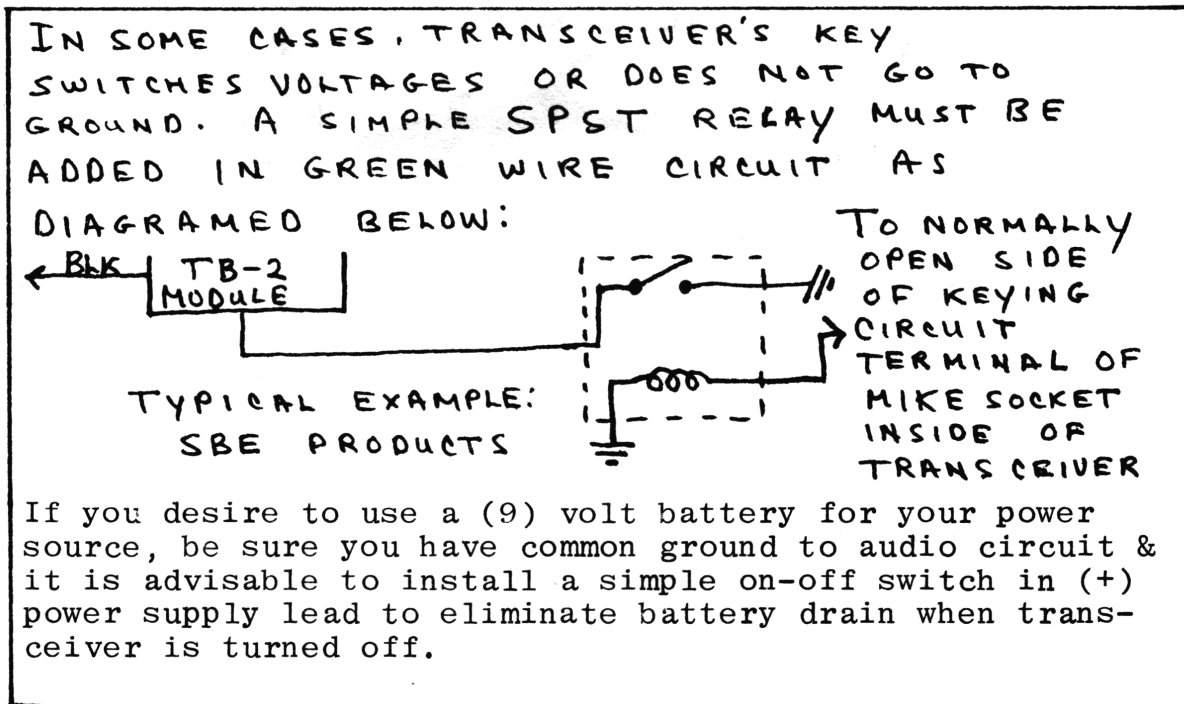 IN SOME CASES, TRANSCEIVER'S KEY
SWITCHES VOLTAGES OR DOES NOT GO TO
GROUND. A SIMPLE SPST RELAY MUST BE
ADDED IN GREEN WIRE CIRCUIT AS
DIAGRAMED BELOW:
BLK
TB-2
MODULE
TYPICAL EXAMPLE:
SBE PRODUCTS
TO NORMALLY
OPEN SIDE
OF KEYING
CIRCUIT
TERMINAL OF
MIKE SOCKET
INSIDE OF
TRANSCEIVER
If you desire to use a (9) volt battery for your power
source, be sure you have common ground to audio circuit &
it is advisable to install a simple on-off switch in (+)
power supply lead to eliminate battery drain when trans-
ceiver is turned off.